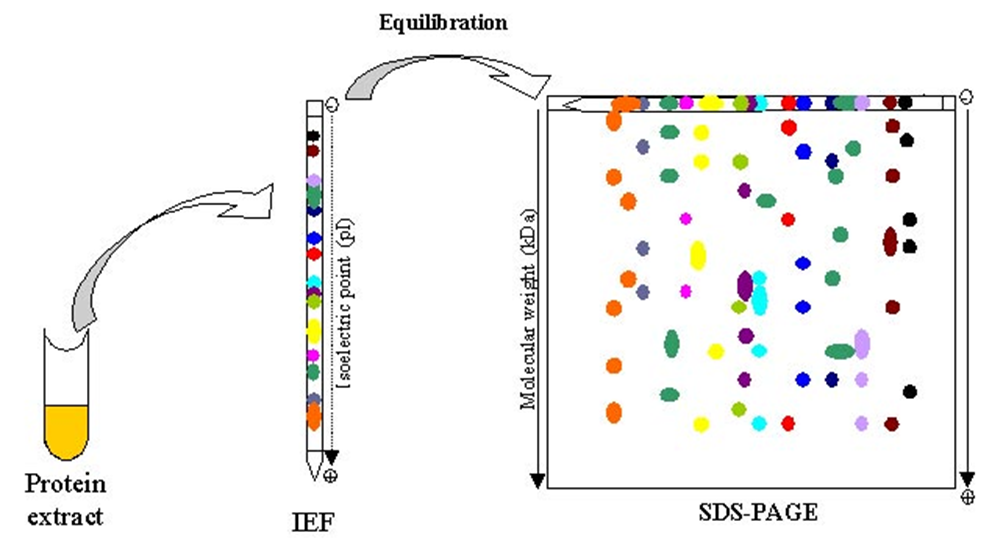 Equilibration
Isoelectric point (pI)
Molecular weight (kDa)
Protein
extract
IEF
SDS-PAGE